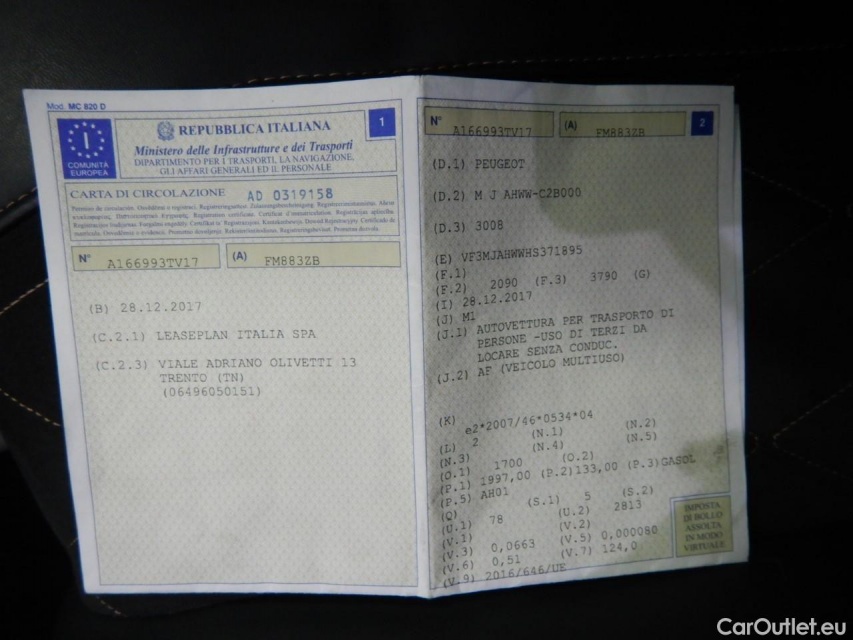 Mod. MC 820 D
I
COMUNITÀ
EUROPEA
REPUBBLICA ITALIANA
Ministero delle Infrastrutture e dei Trasporti
DIPARTIMENTO PER I TRASPORTI, LA NAVIGAZIONE,
GLI AFFARI GENERALI ED IL PERSONALE
1
CARTA DI CIRCOLAZIONE AD 0319158
N° A166993TV17 (A) FM883ZB
(B) 28.12.2017
(C.2.1) LEASEPLAN ITALIA SPA
(C.2.3) VIALE ADRIANO OLIVETTI 13
TRENTO (TN)
(06496050151)
N° A166993TV17 (A) FM883ZB 2
(D.1) PEUGEOT
(D.2) M J AHWW-C2B000
(D.3) 3008
(E) VF3MJAHWWHS371895
(F.1)
(F.2) 2090 (F.3) 3790 (G)
(I) 28.12.2017
(J) M1
(J.1) AUTOVETTURA PER TRASPORTO DI
PERSONE -USO DI TERZI DA
LOCARE SENZA CONDUC.
(J.2) AF (VEICOLO MULTIUSO)
(K) e2*2007/46*0534*04
(L) 2 (N.1) (N.2)
(N.3) (N.4) (N.5)
(O.1) 1700 (O.2)
(P.1) 1997,00 (P.2)133,00 (P.3)GASOL
(P.5) AH01
(Q) (S.1) 5 (S.2)
(U.1) 78 (U.2) 2813
(V.1) (V.2)
(V.3) 0,0663 (V.5) 0,000080
(V.6) 0,51 (V.7) 124,0
(V.9) 2016/646/UE
IMPOSTA
DI BOLLO
ASSOLTA
IN MODO
VIRTUALE
CarOutlet.eu